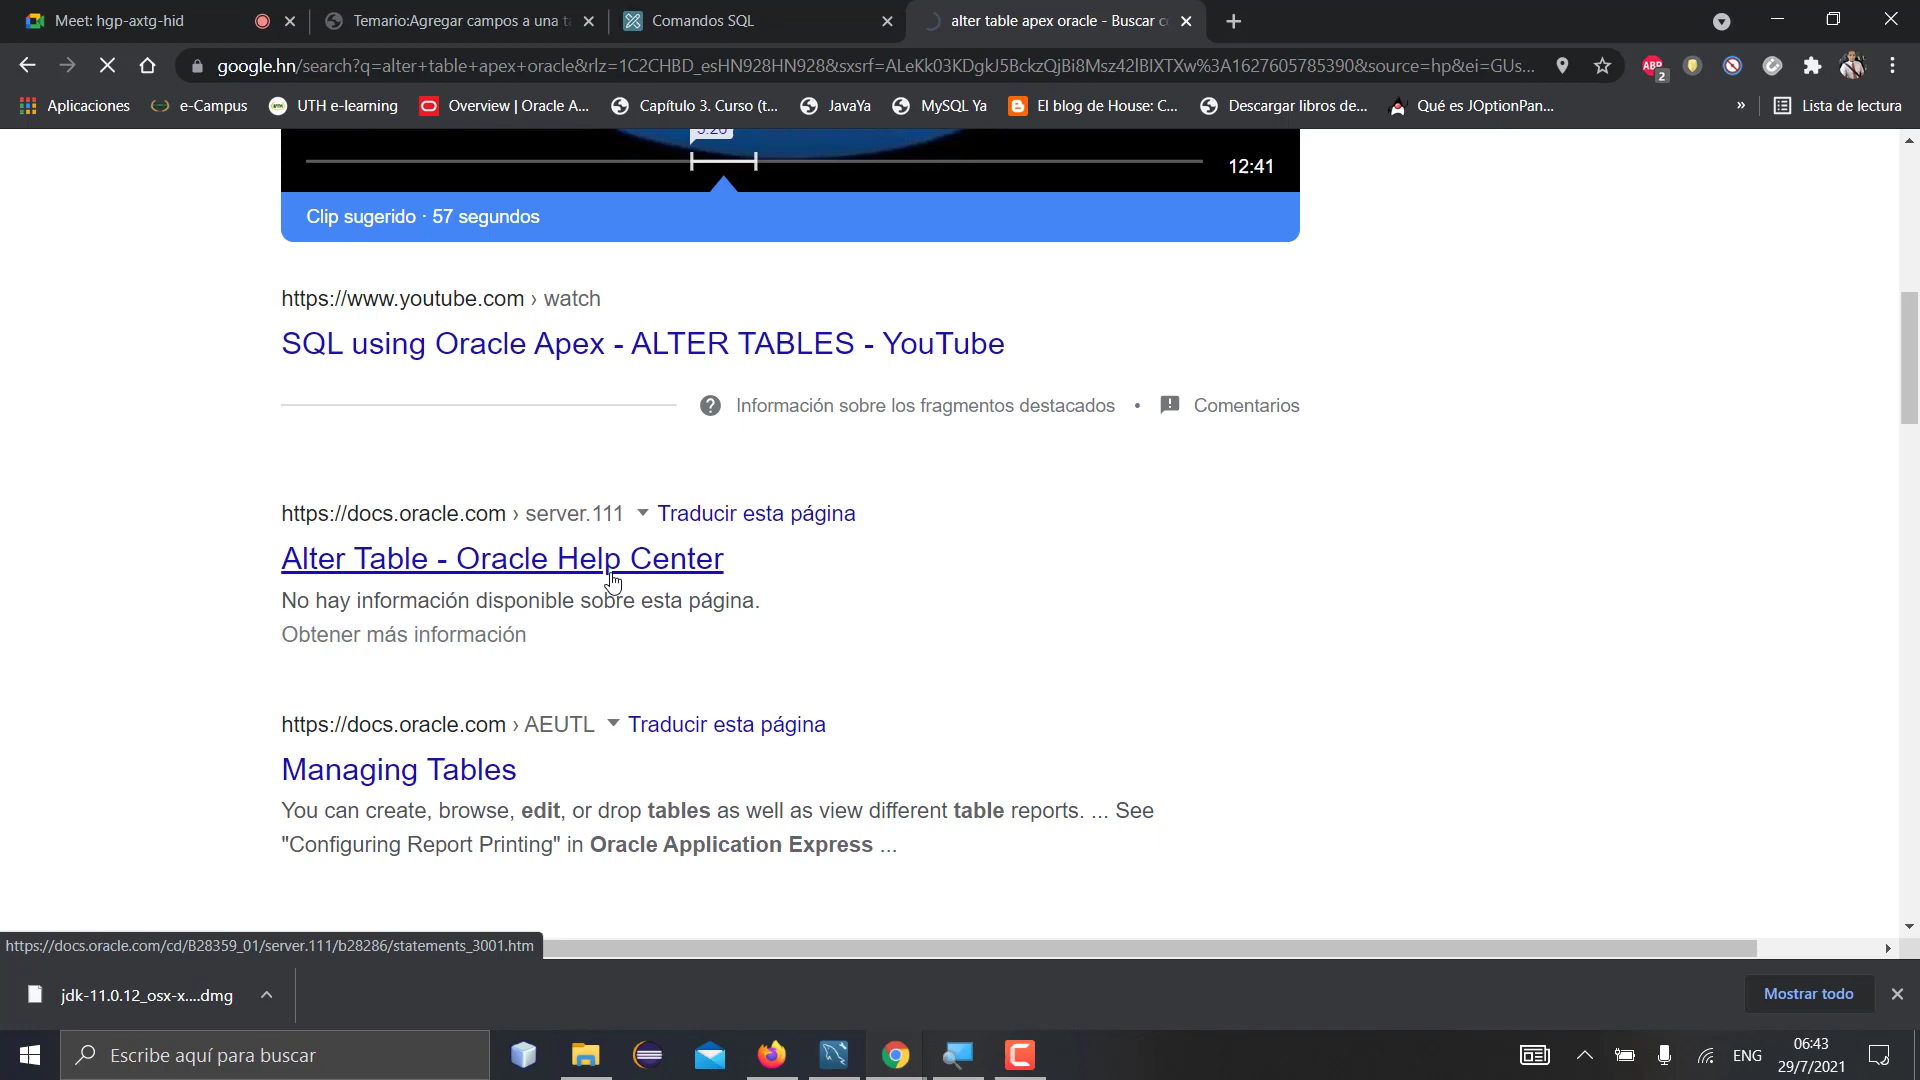 Meet: hgp-axtg-hid
Temario:Agregar campos a una t
Comandos SQL
alter table apex oracle - Buscar c
google.hn/search?q=alter+table+apex+oracle&rlz=1C2CHBD_esHN928HN928&sxsrf=ALeKk03KDgkJ5BckzQjBi8Msz42lBlXTXw%3A1627605785390&source=hp&ei=GUs...
ABP
2
Aplicaciones
e-Campus
UTH e-learning
Overview | Oracle A...
Capítulo 3. Curso (t...
JavaYa
MySQL Ya
El blog de House: C...
Descargar libros de...
Qué es JOptionPan...
»
Lista de lectura
12:41
Clip sugerido · 57 segundos
https://www.youtube.com › watch
SQL using Oracle Apex - ALTER TABLES - YouTube
Información sobre los fragmentos destacados • Comentarios
https://docs.oracle.com › server.111 Traducir esta página
Alter Table - Oracle Help Center
No hay información disponible sobre esta página.
Obtener más información
https://docs.oracle.com › AEUTL Traducir esta página
Managing Tables
You can create, browse, edit, or drop tables as well as view different table reports. ... See
"Configuring Report Printing" in Oracle Application Express ...
https://docs.oracle.com/cd/B28359_01/server.111/b28286/statements_3001.htm
jdk-11.0.12_osx-x....dmg
Mostrar todo
Escribe aquí para buscar
ENG
06:43
29/7/2021